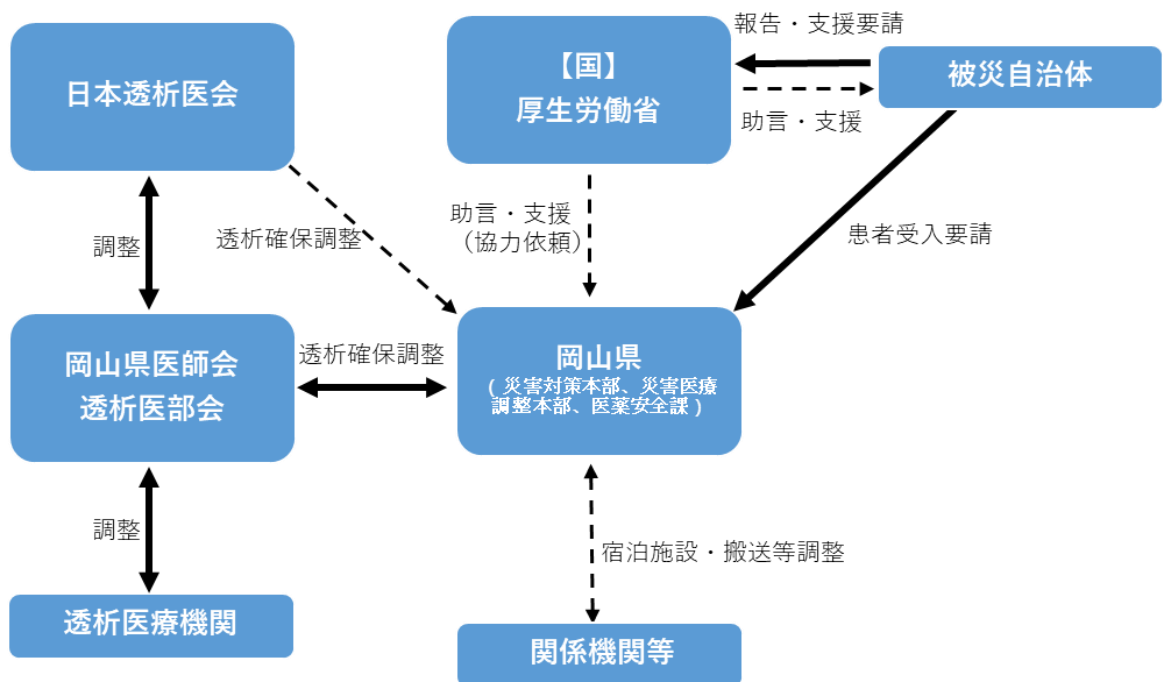 報告・支援要請
日本透析医会
【国】
厚生労働省
被災自治体
助言・支援
助言・支援
（協力依頼）
透析確保調整
調整
患者受入要請
岡山県医師会
透析医部会
透析確保調整
岡山県
( 災害対策本部、災害医療
調整本部、医薬安全課 )
調整
宿泊施設・搬送等調整
透析医療機関
関係機関等